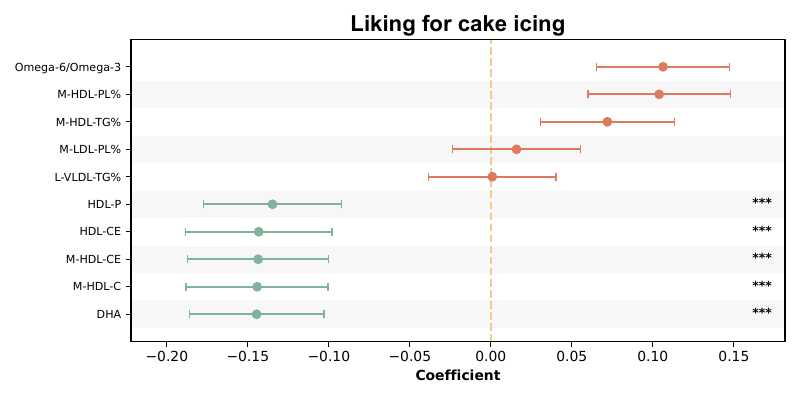 Liking for cake icing
Omega-6/Omega-3
M-HDL-PL%
M-HDL-TG%
M-LDL-PL%
L-VLDL-TG%
HDL-P ***
HDL-CE ***
M-HDL-CE ***
M-HDL-C ***
DHA ***
−0.20 −0.15 −0.10 −0.05 0.00 0.05 0.10 0.15
Coefficient